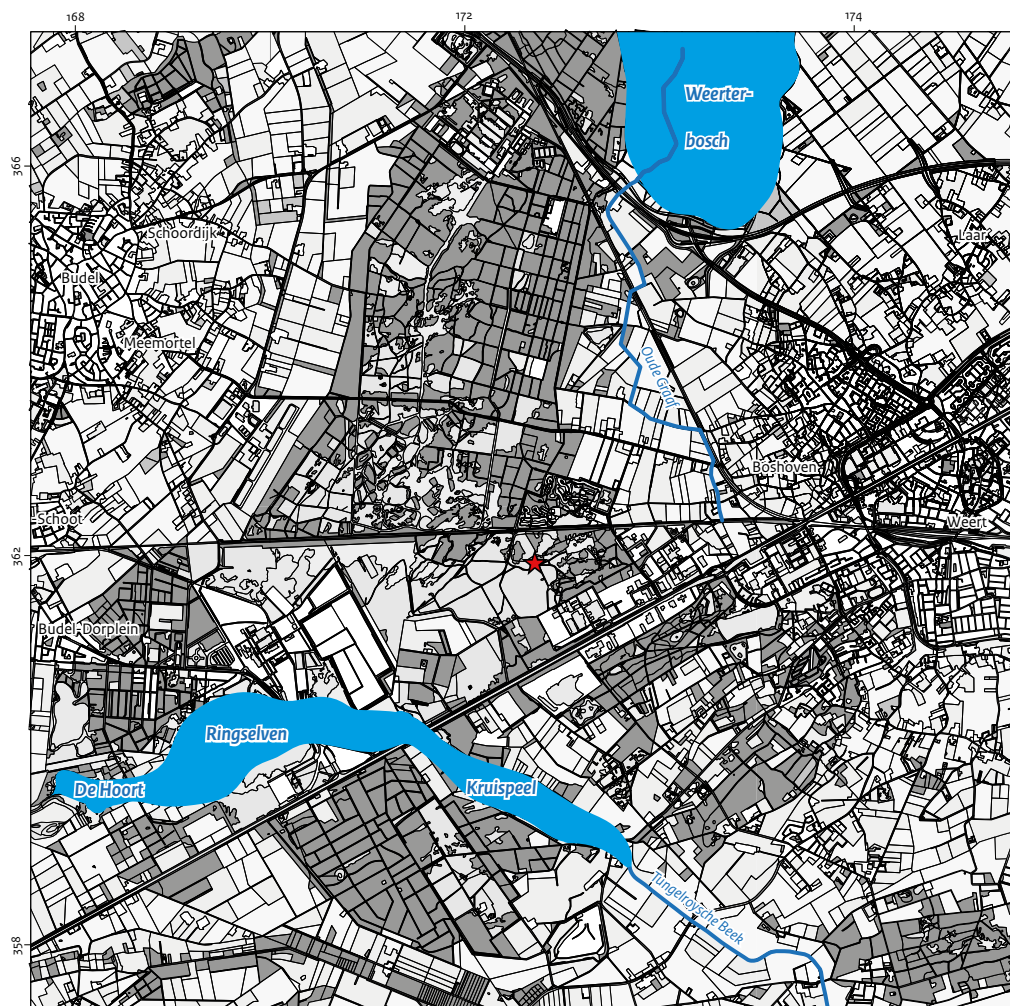 168
172
174
Weerter-
bosch
366
Schoordijk
Laar
Budel
Meemortel
Oude Graaf
Boshoven
Schoot
Weert
362
Budel-Dorplein
Ringselven
De Hoort
Kruispeel
Tungelroysche Beek
358